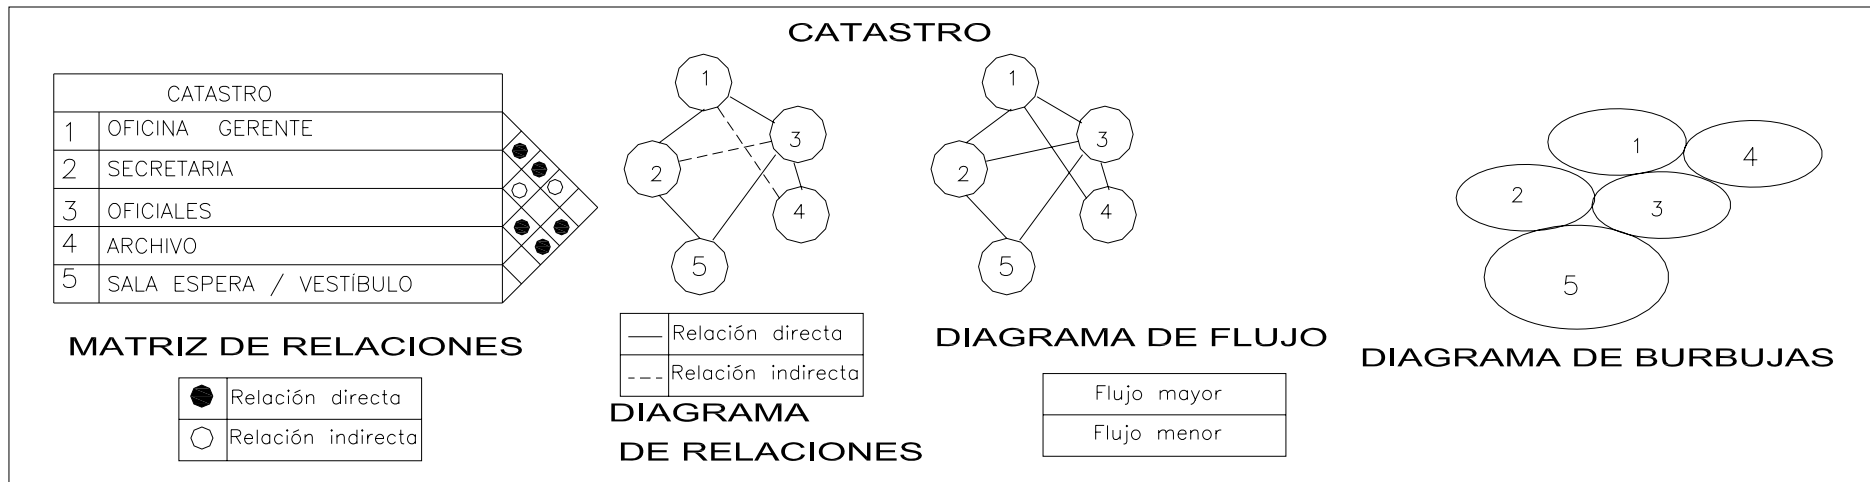 CATASTRO
CATASTRO
1 OFICINA GERENTE
2 SECRETARIA
3 OFICIALES
4 ARCHIVO
5 SALA ESPERA / VESTÍBULO
MATRIZ DE RELACIONES
Relación directa
Relación indirecta
1
3
2
4
5
Relación directa
Relación indirecta
DIAGRAMA
DE RELACIONES
1
3
2
4
5
DIAGRAMA DE FLUJO
Flujo mayor
Flujo menor
1
4
2
3
5
DIAGRAMA DE BURBUJAS